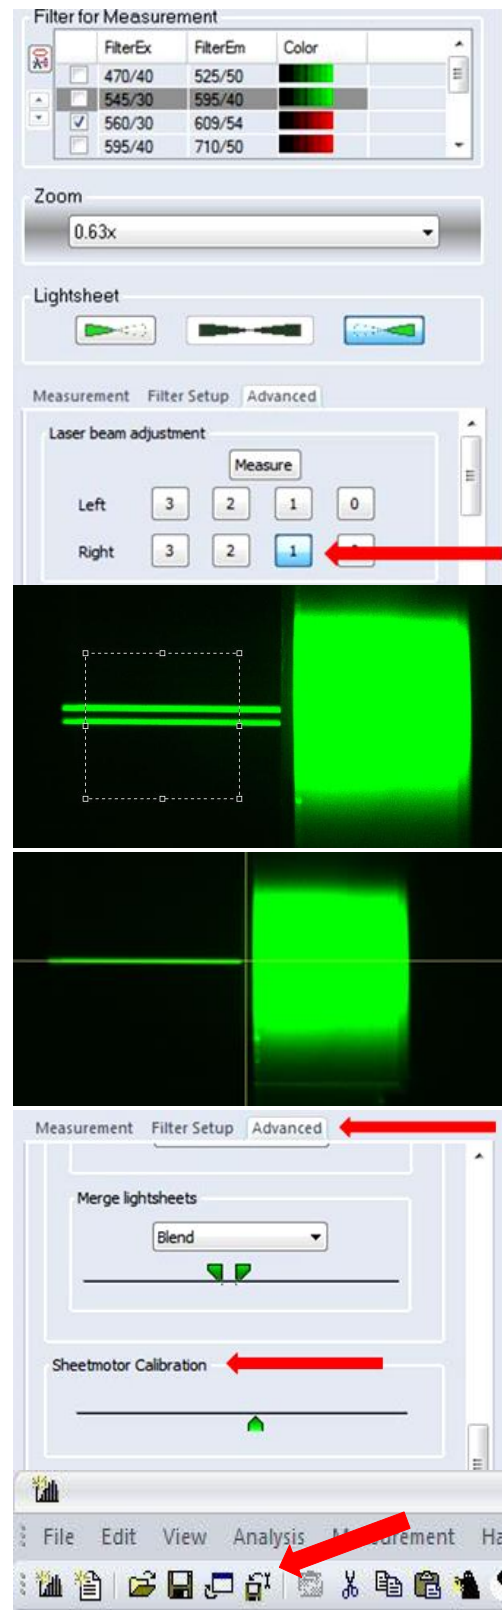 Filter for Measurement
FilterEx FilterEm Color
470/40 525/50
545/30 595/40
560/30 609/54
595/40 710/50
Zoom
0.63x
Lightsheet
Measurement Filter Setup Advanced
Laser beam adjustment
Measure
Left 3 2 1 0
Right 3 2 1
Measurement Filter Setup Advanced
Merge lightsheets
Blend
Sheetmotor Calibration
File Edit View Analysis Ha